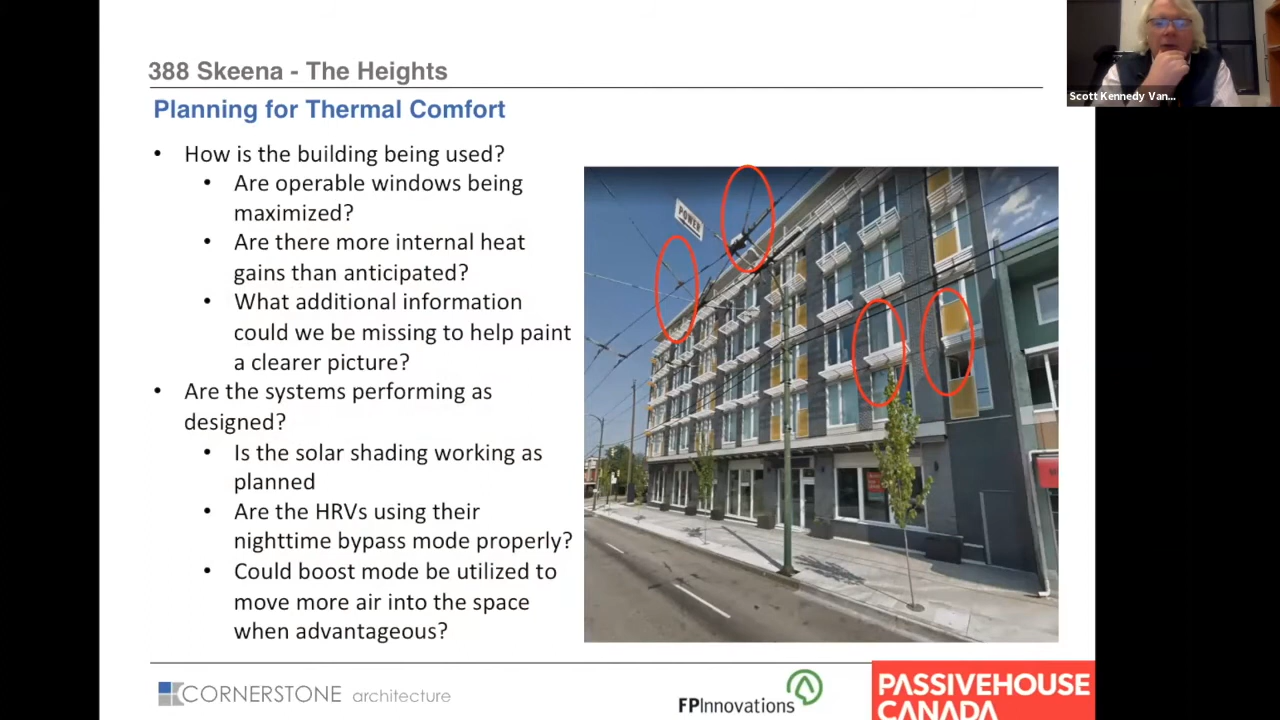 388 Skeena - The Heights
Planning for Thermal Comfort
Scott Kennedy Van...
• How is the building being used?
• Are operable windows being
maximized?
• Are there more internal heat
gains than anticipated?
• What additional information
could we be missing to help paint
a clearer picture?
• Are the systems performing as
designed?
• Is the solar shading working as
planned
• Are the HRVs using their
nighttime bypass mode properly?
• Could boost mode be utilized to
move more air into the space
when advantageous?
POWER
CORNERSTONE architecture
FPInnovations
PASSIVEHOUSE
CANADA